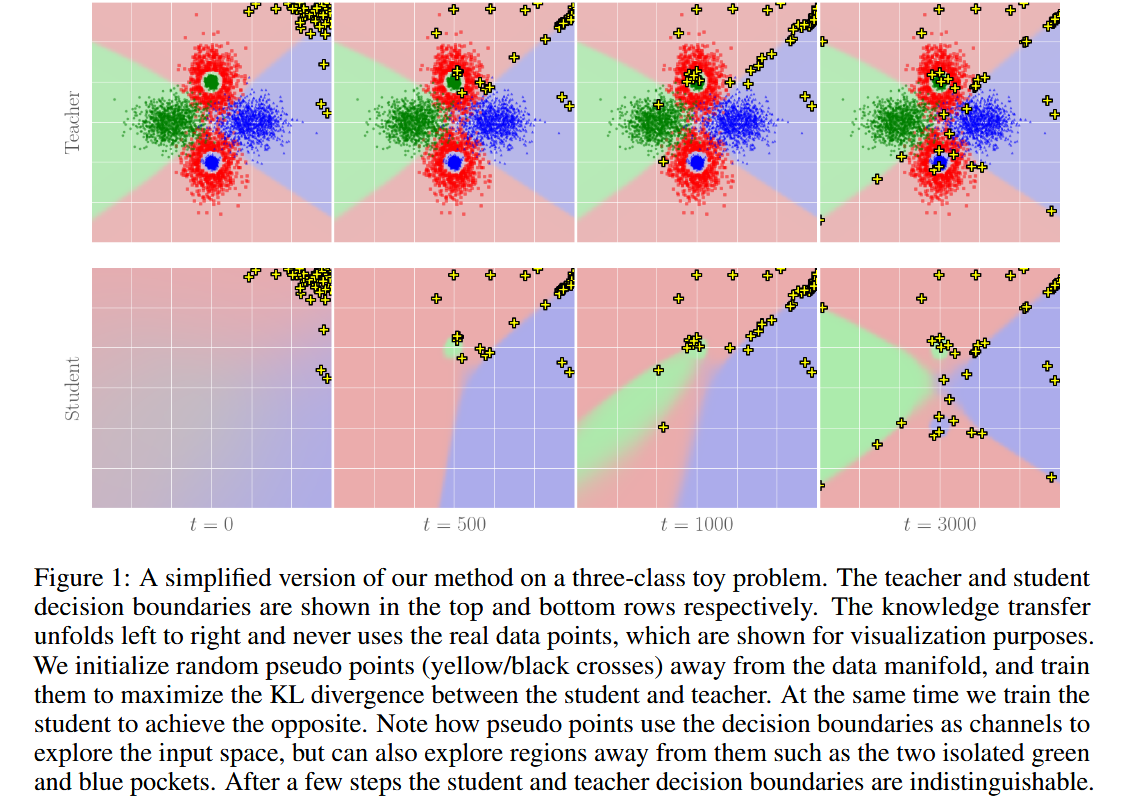 Teacher
Student
t = 0
t = 500
t = 1000
t = 3000
Figure 1: A simplified version of our method on a three-class toy problem. The teacher and student
decision boundaries are shown in the top and bottom rows respectively. The knowledge transfer
unfolds left to right and never uses the real data points, which are shown for visualization purposes.
We initialize random pseudo points (yellow/black crosses) away from the data manifold, and train
them to maximize the KL divergence between the student and teacher. At the same time we train the
student to achieve the opposite. Note how pseudo points use the decision boundaries as channels to
explore the input space, but can also explore regions away from them such as the two isolated green
and blue pockets. After a few steps the student and teacher decision boundaries are indistinguishable.